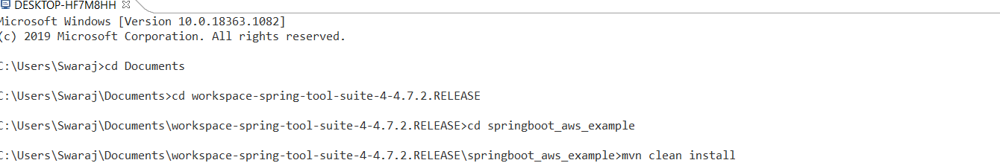 DESKTOP-HF7M8HH
Microsoft Windows [Version 10.0.18363.1082]
(c) 2019 Microsoft Corporation. All rights reserved.
C:\Users\Swaraj>cd Documents
C:\Users\Swaraj\Documents>cd workspace-spring-tool-suite-4-4.7.2.RELEASE
C:\Users\Swaraj\Documents\workspace-spring-tool-suite-4-4.7.2.RELEASE>cd springboot_aws_example
C:\Users\Swaraj\Documents\workspace-spring-tool-suite-4-4.7.2.RELEASE\springboot_aws_example>mvn clean install